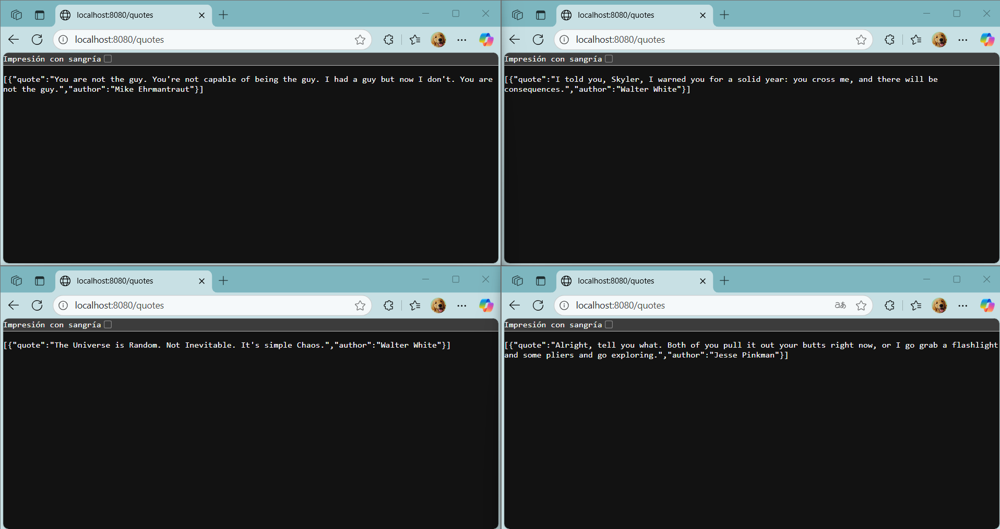 localhost:8080/quotes
localhost:8080/quotes
Impresión con sangría
[{"quote":"You are not the guy. You're not capable of being the guy. I had a guy but now I don't. You are
not the guy.","author":"Mike Ehrmantraut"}]
localhost:8080/quotes
localhost:8080/quotes
Impresión con sangría
[{"quote":"I told you, Skyler, I warned you for a solid year: you cross me, and there will be
consequences.","author":"Walter White"}]
localhost:8080/quotes
localhost:8080/quotes
Impresión con sangría
[{"quote":"The Universe is Random. Not Inevitable. It's simple Chaos.","author":"Walter White"}]
localhost:8080/quotes
localhost:8080/quotes aあ
Impresión con sangría
[{"quote":"Alright, tell you what. Both of you pull it out your butts right now, or I go grab a flashlight
and some pliers and go exploring.","author":"Jesse Pinkman"}]